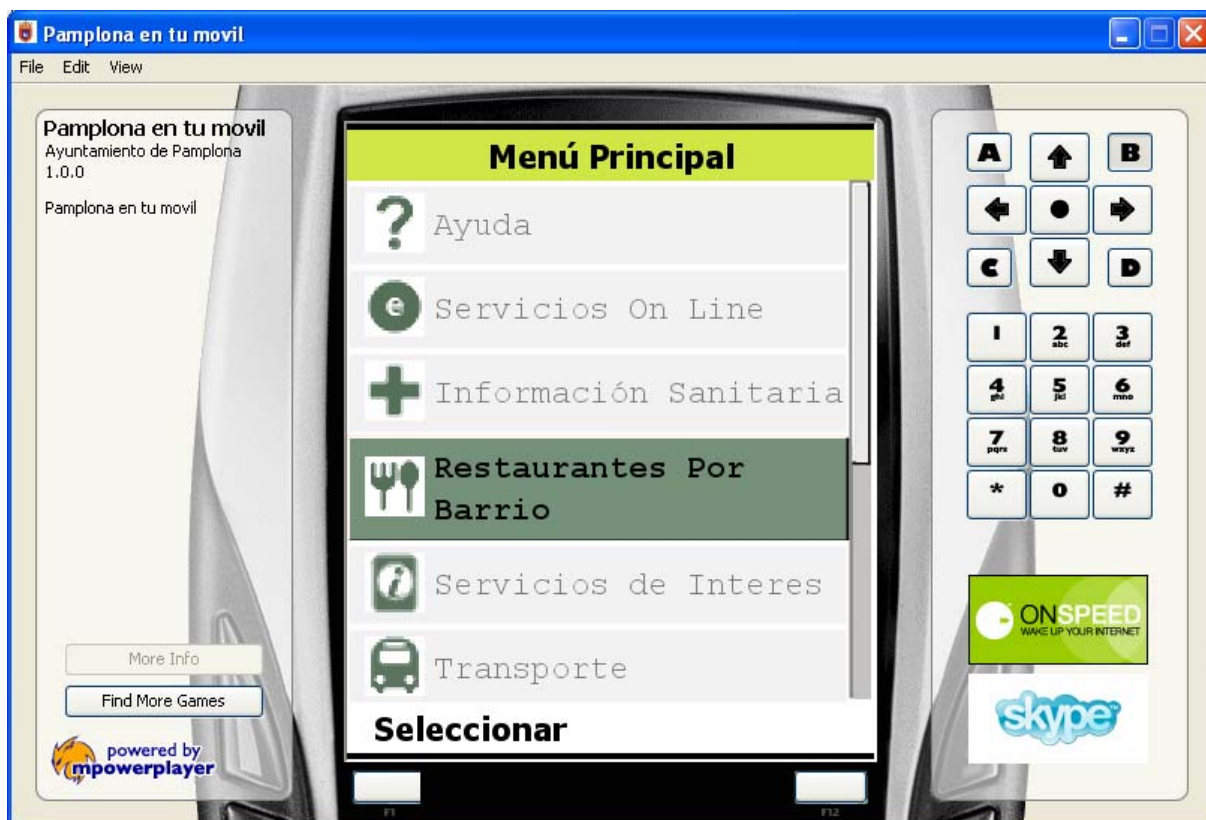 Pamplona en tu movil
File Edit View
Pamplona en tu movil
Ayuntamiento de Pamplona
1.0.0
Pamplona en tu movil
More Info
Find More Games
powered by
mpowerplayer
Menú Principal
? Ayuda
e Servicios On Line
Información Sanitaria
Restaurantes Por
Barrio
i Servicios de Interes
Transporte
Seleccionar
F1 F12
A B
C D
1 2 abc 3 def
4 ghi 5 jkl 6 mno
7 pqrs 8 tuv 9 wxyz
* 0 #
ONSPEED
WAKE UP YOUR INTERNET
skype™